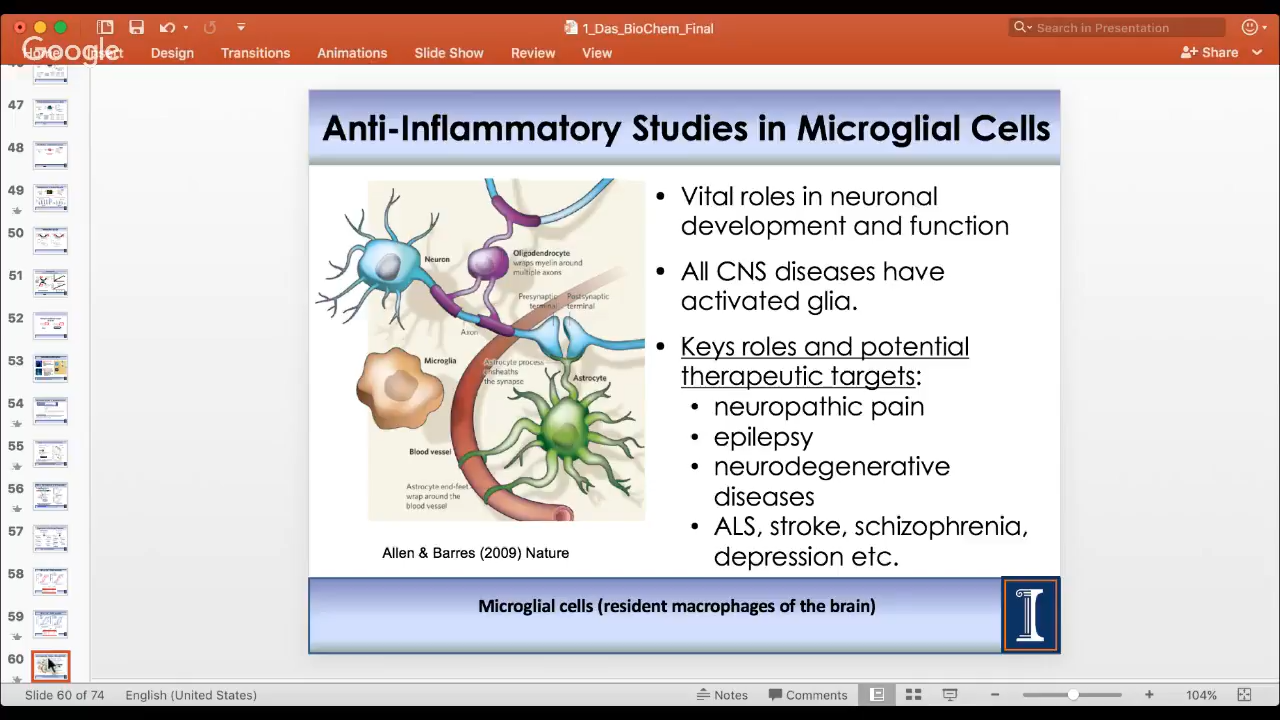 1_Das_BioChem_Final
Search in Presentation
Google
Home Insert Design Transitions Animations Slide Show Review View
Share
47
48
49
50
51
52
53
54
55
56
57
58
59
60
Anti-Inflammatory Studies in Microglial Cells
Neuron
Oligodendrocyte
wraps myelin around
multiple axons
Presynaptic
terminal
Postsynaptic
terminal
Axon
Microglia
Astrocyte process
ensheaths
the synapse
Astrocyte
Blood vessel
Astrocyte end-feet
wrap around the
blood vessel
Allen & Barres (2009) Nature
• Vital roles in neuronal
development and function
• All CNS diseases have
activated glia.
• Keys roles and potential
therapeutic targets:
• neuropathic pain
• epilepsy
• neurodegenerative
diseases
• ALS, stroke, schizophrenia,
depression etc.
Microglial cells (resident macrophages of the brain)
I
Slide 60 of 74 English (United States) Notes Comments 104%